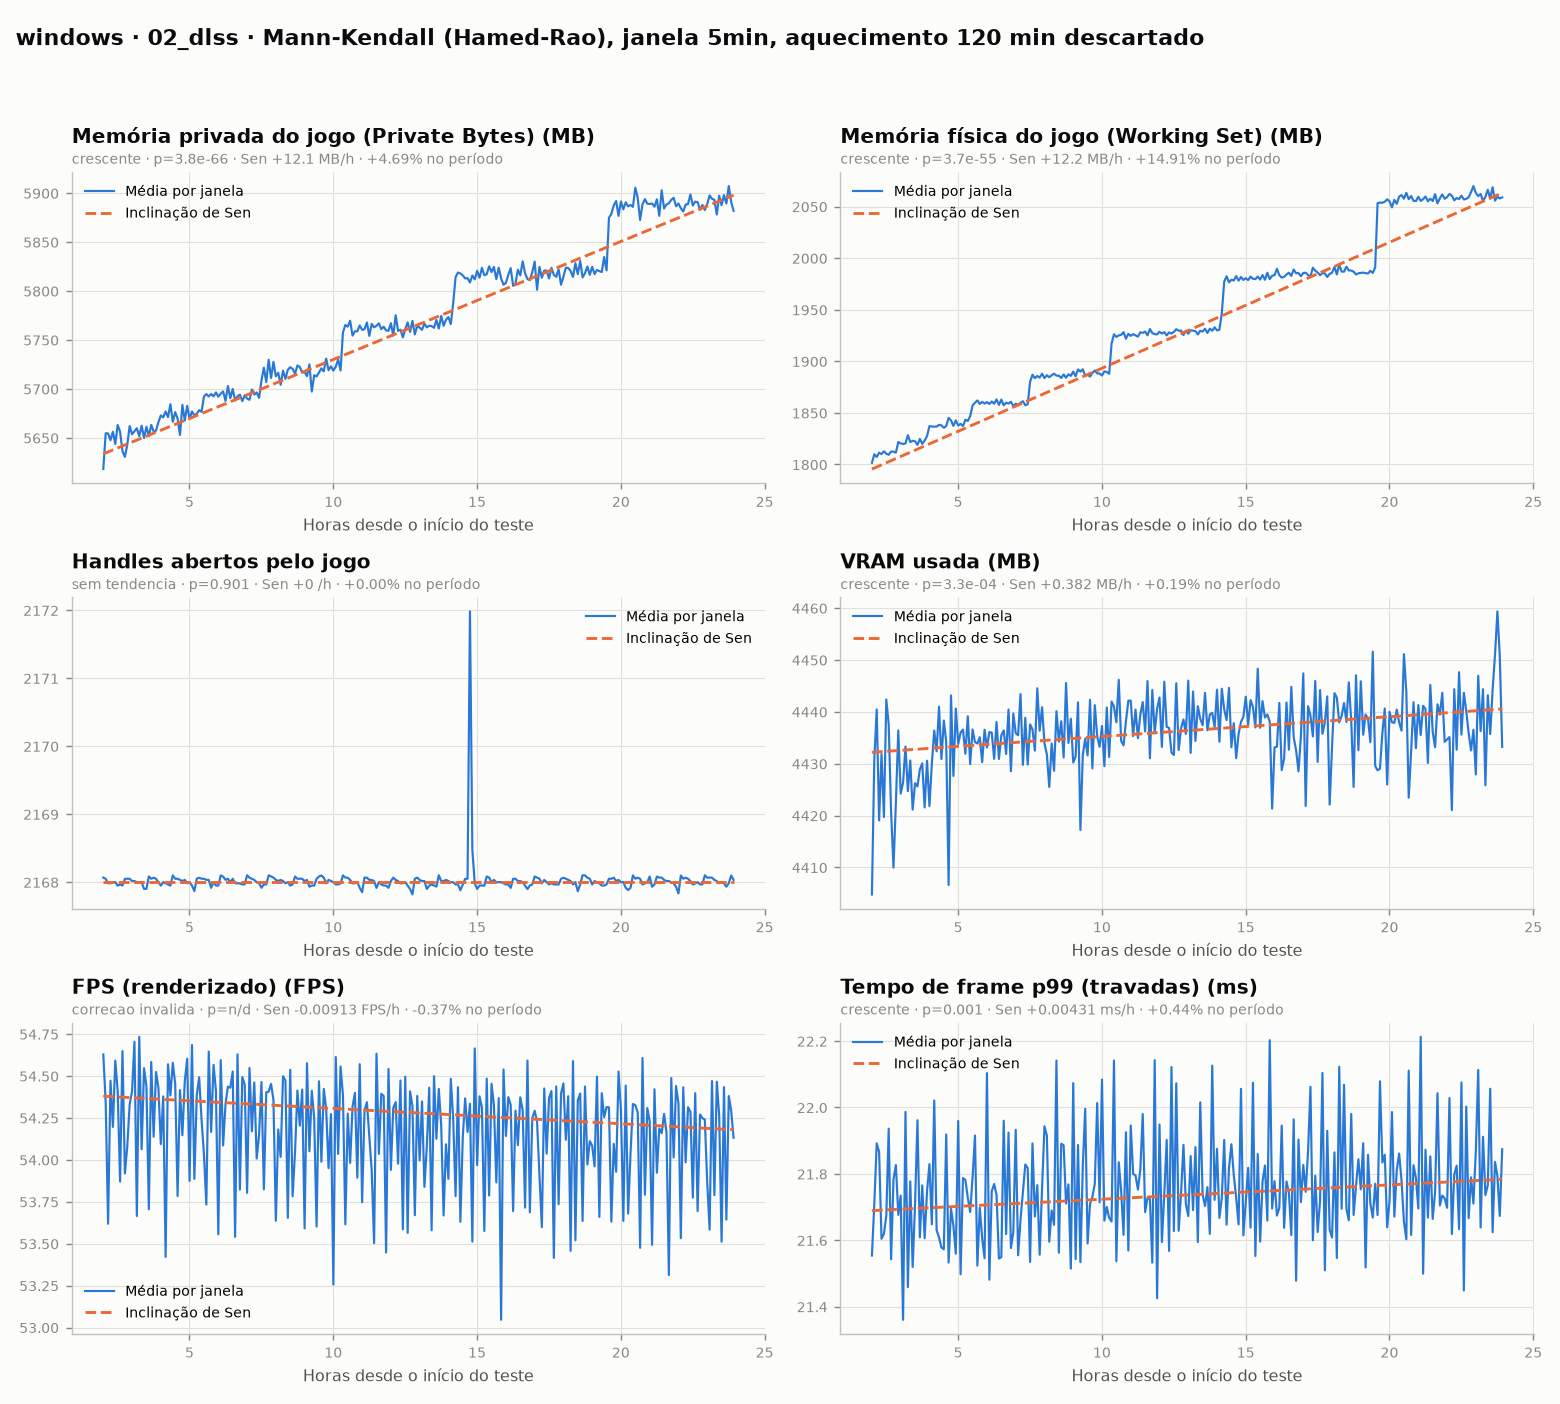 windows · 02_dlss · Mann-Kendall (Hamed-Rao), janela 5min, aquecimento 120 min descartado
Memória privada do jogo (Private Bytes) (MB)
crescente · p=3.8e-66 · Sen +12.1 MB/h · +4.69% no período
Média por janela
Inclinação de Sen
5900
5850
5800
5750
5700
5650
5
10
15
20
25
Horas desde o início do teste
Memória física do jogo (Working Set) (MB)
crescente · p=3.7e-55 · Sen +12.2 MB/h · +14.91% no período
Média por janela
Inclinação de Sen
2050
2000
1950
1900
1850
1800
5
10
15
20
25
Horas desde o início do teste
Handles abertos pelo jogo
sem tendencia · p=0.901 · Sen +0 /h · +0.00% no período
Média por janela
Inclinação de Sen
2172
2171
2170
2169
2168
5
10
15
20
25
Horas desde o início do teste
VRAM usada (MB)
crescente · p=3.3e-04 · Sen +0.382 MB/h · +0.19% no período
Média por janela
Inclinação de Sen
4460
4450
4440
4430
4420
4410
5
10
15
20
25
Horas desde o início do teste
FPS (renderizado) (FPS)
correcao invalida · p=n/d · Sen -0.00913 FPS/h · -0.37% no período
54.75
54.50
54.25
54.00
53.75
53.50
53.25
53.00
Média por janela
Inclinação de Sen
5
10
15
20
25
Horas desde o início do teste
Tempo de frame p99 (travadas) (ms)
crescente · p=0.001 · Sen +0.00431 ms/h · +0.44% no período
Média por janela
Inclinação de Sen
22.2
22.0
21.8
21.6
21.4
5
10
15
20
25
Horas desde o início do teste